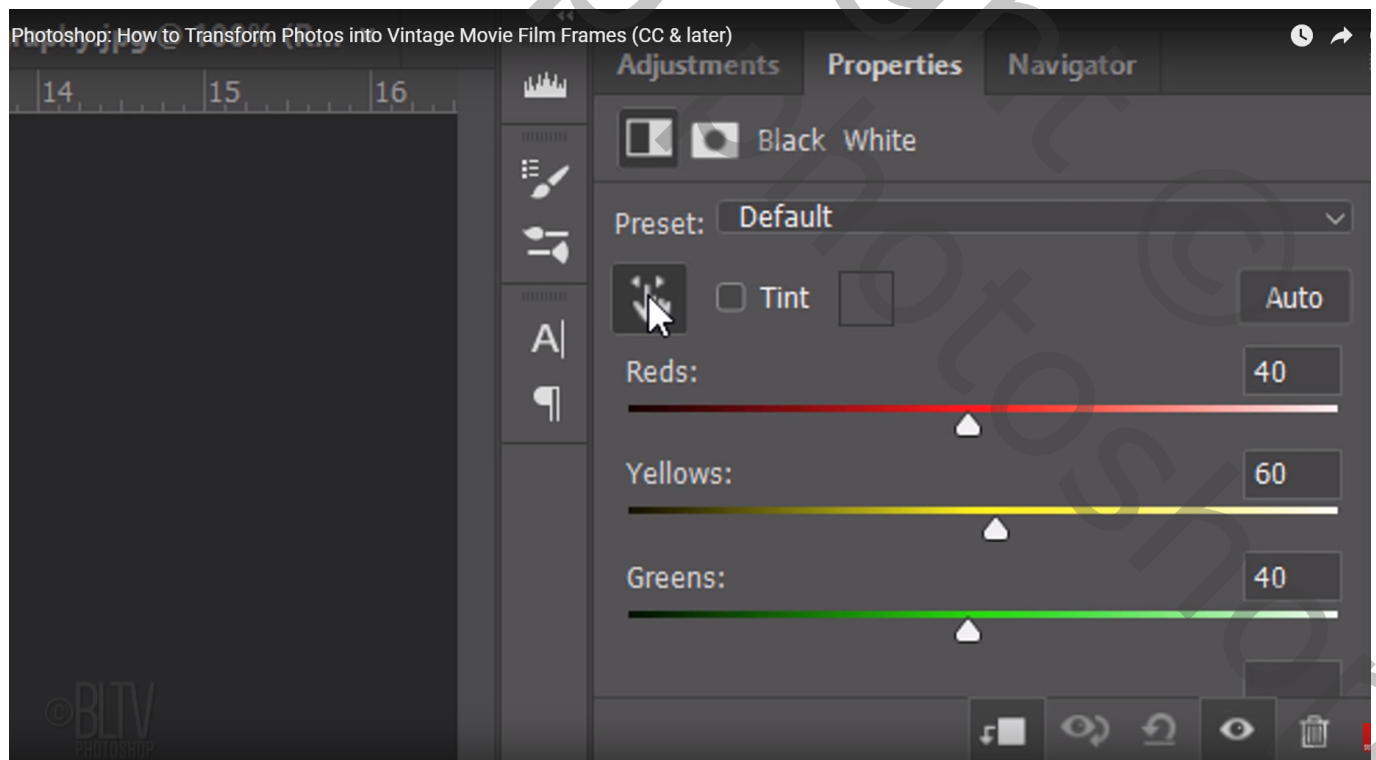 Photoshop: How to Transform Photos into Vintage Movie Film Frames (CC & later)
Adjustments Properties Navigator
14 15 16
Black White
Preset: Default
Tint Auto
A
Reds: 40
Yellows: 60
Greens: 40
©BLTV
PHOTOSHOP